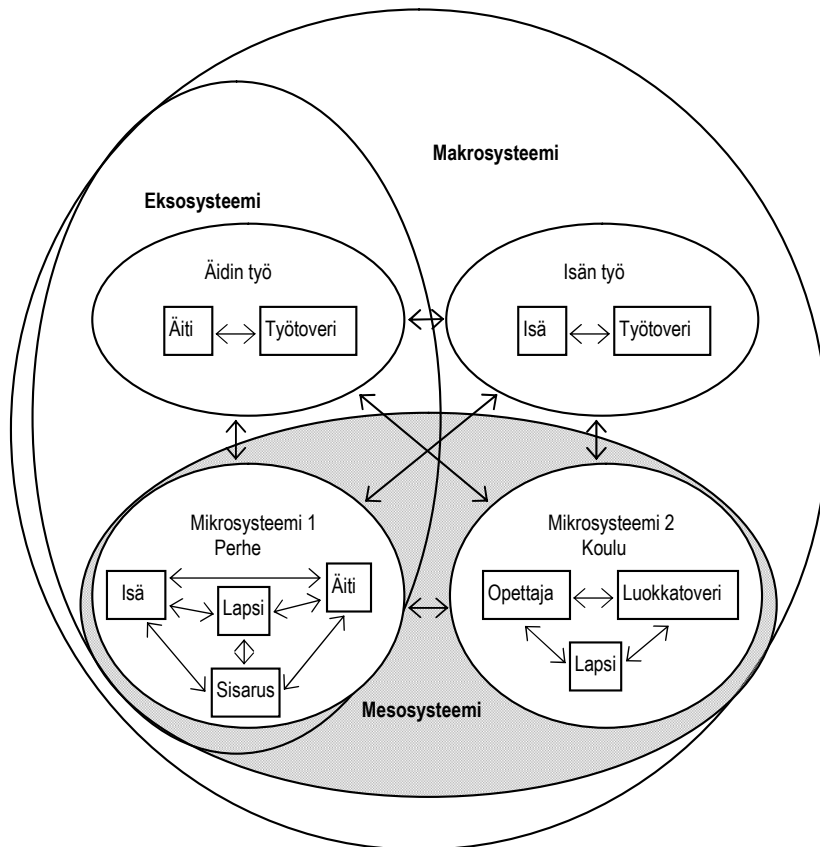 Makrosysteemi
Eksosysteemi
Äidin työ
Äiti
Työtoveri
Isän työ
Isä
Työtoveri
Mikrosysteemi 1
Perhe
Isä
Äiti
Lapsi
Sisarus
Mikrosysteemi 2
Koulu
Opettaja
Luokkatoveri
Lapsi
Mesosysteemi